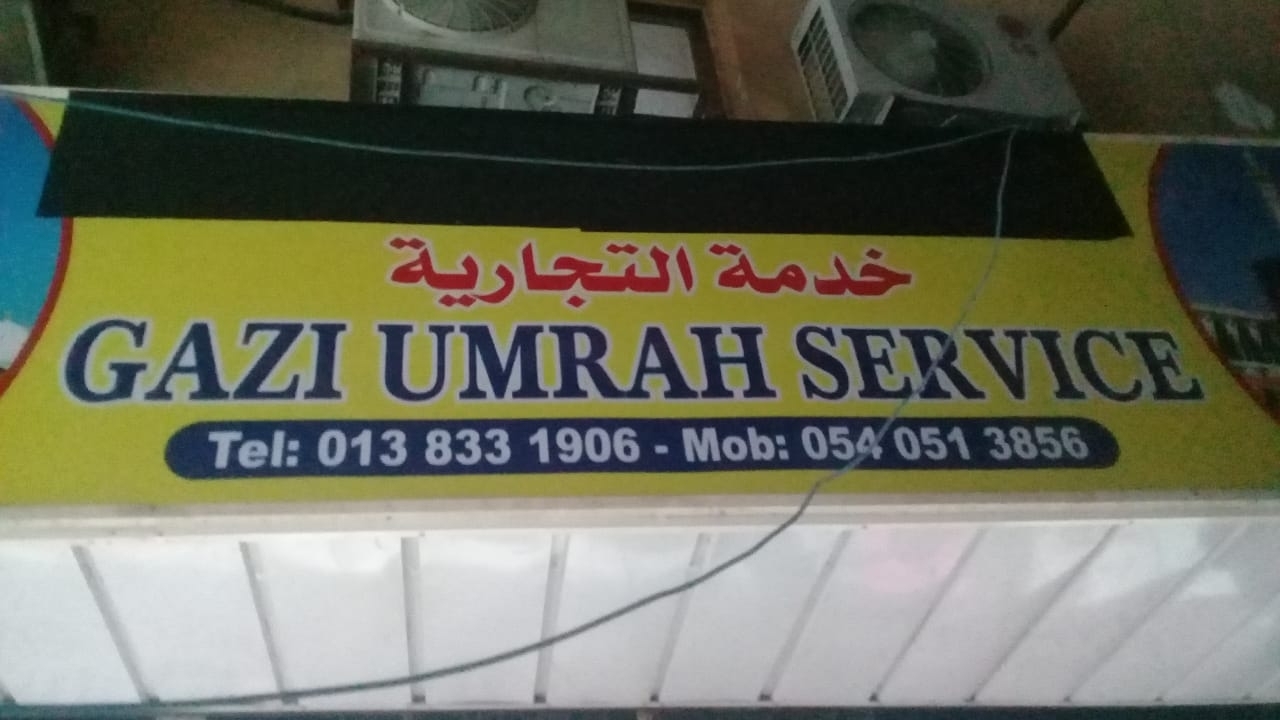 خدمة التجارية
GAZI UMRAH SERVICE
Tel: 013 833 1906 - Mob: 054 051 3856